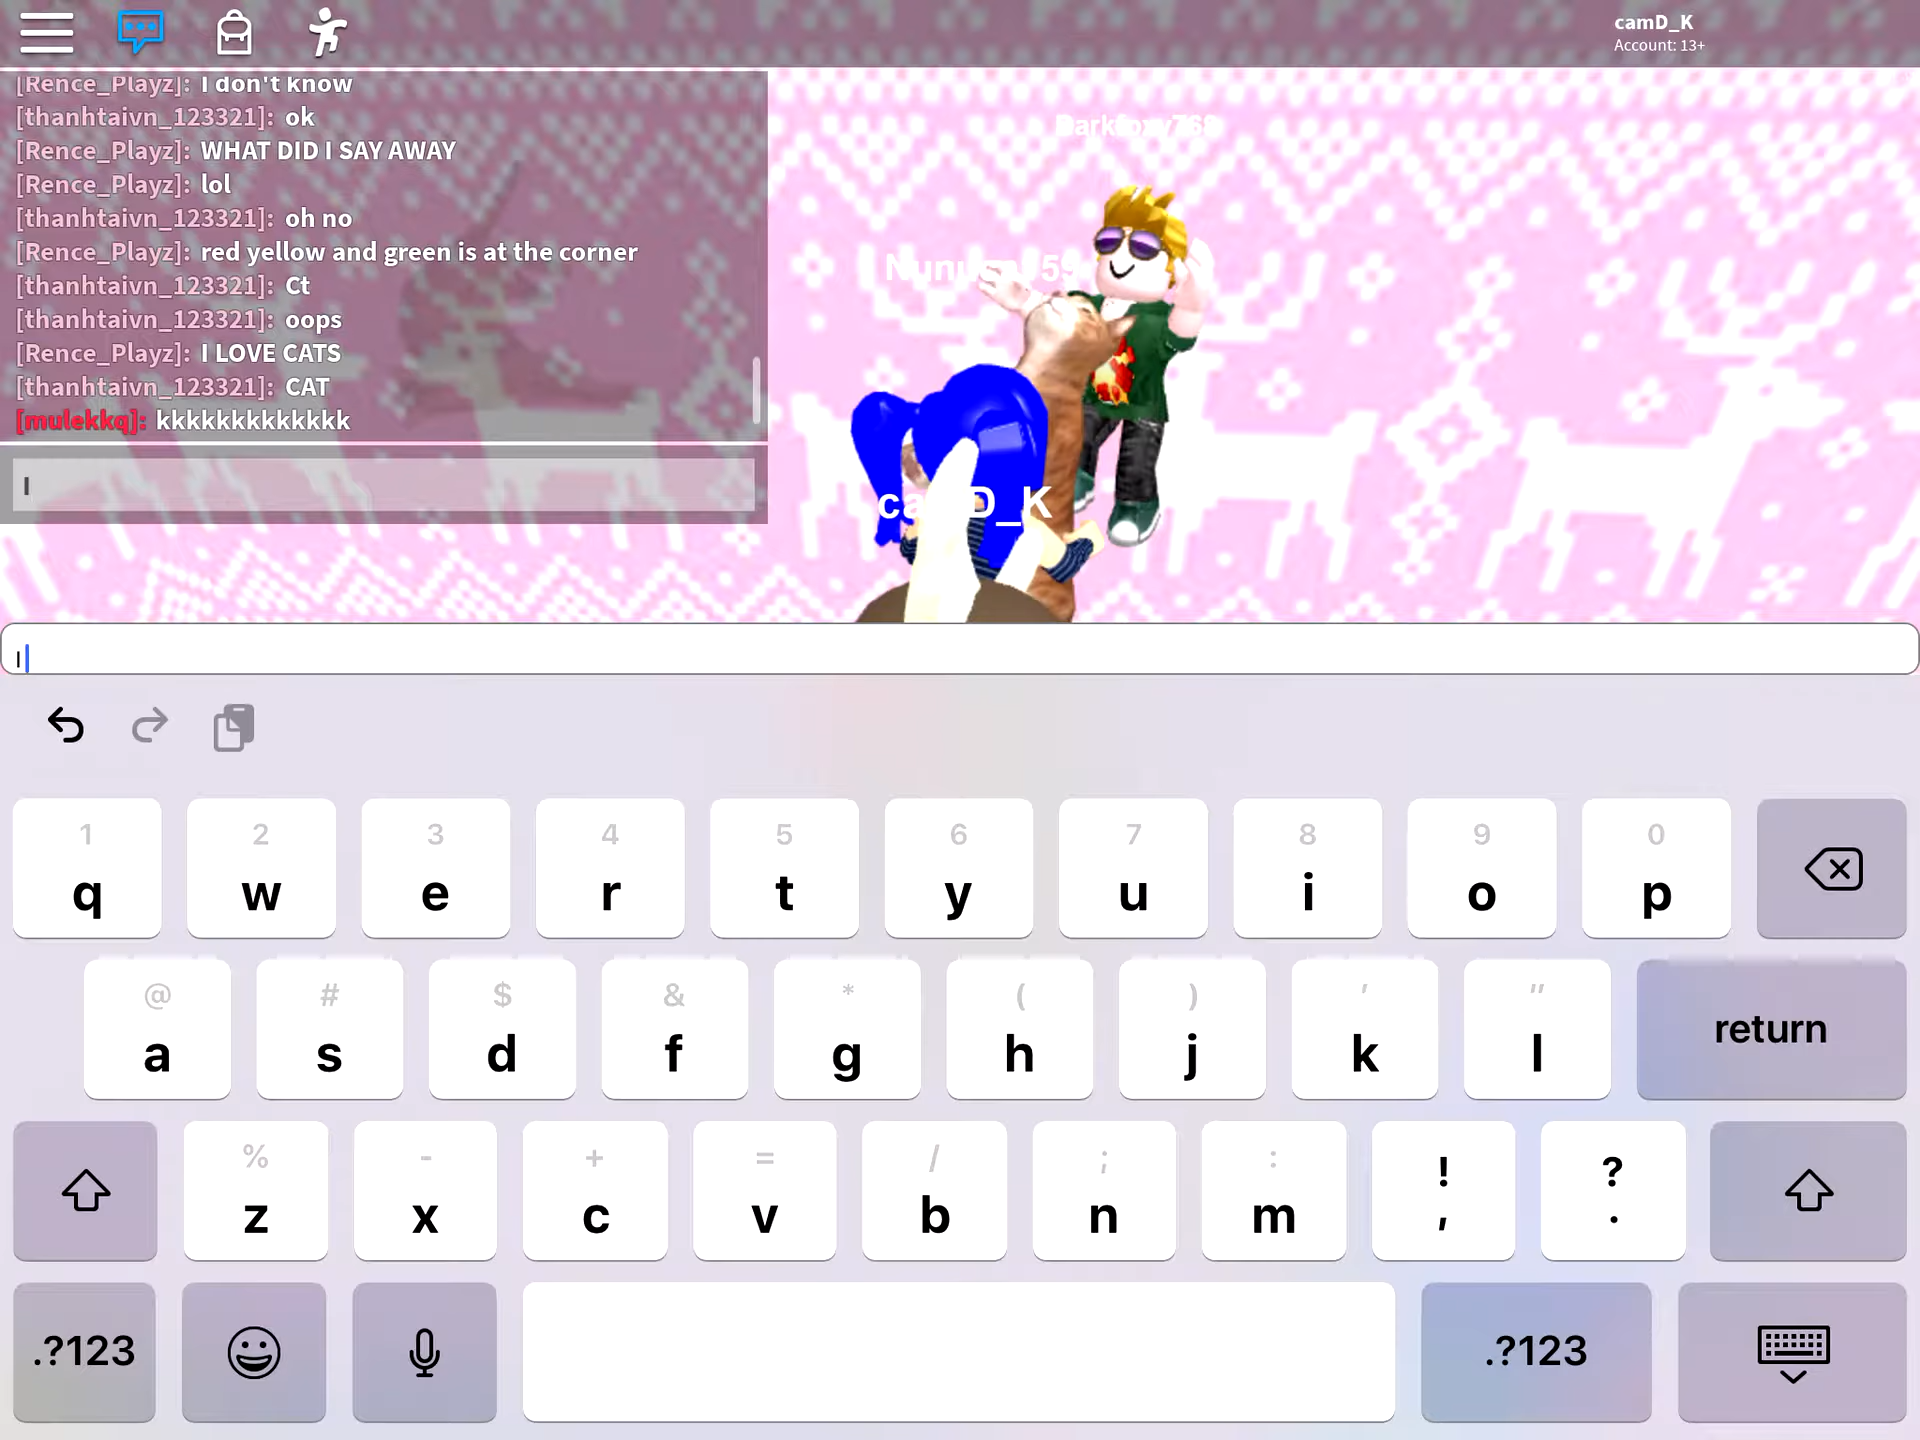 camD_K
Account: 13+
[Rence_Playz]: I don't know
[thanhtaivn_123321]: ok
[Rence_Playz]: WHAT DID I SAY AWAY
[Rence_Playz]: lol
[thanhtaivn_123321]: oh no
[Rence_Playz]: red yellow and green is at the corner
[thanhtaivn_123321]: Ct
[thanhtaivn_123321]: oops
[Rence_Playz]: I LOVE CATS
[thanhtaivn_123321]: CAT
[mulekkq]: kkkkkkkkkkkkk
I
Darkfoxy768
camD_K
I
1 2 3 4 5 6 7 8 9 0
q w e r t y u i o p
@ # $ & * ( ) ' "
a s d f g h j k l return
% - + = / ; : ! ?
z x c v b n m , .
.?123 .?123